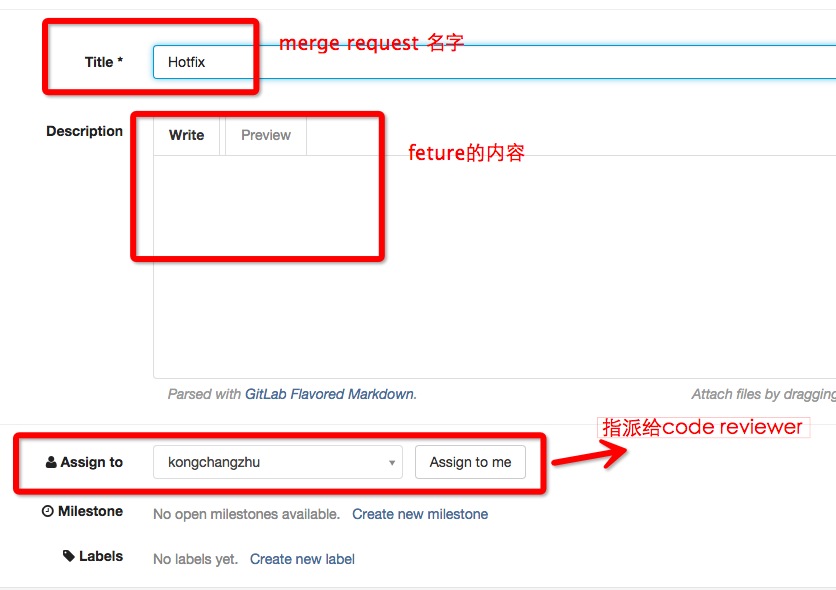 merge request 名字
Title *
Hotfix
Description
Write
Preview
feture的内容
Parsed with GitLab Flavored Markdown.
Attach files by dragging
指派给code reviewer
Assign to
kongchangzhu
Assign to me
Milestone
No open milestones available. Create new milestone
Labels
No labels yet. Create new label